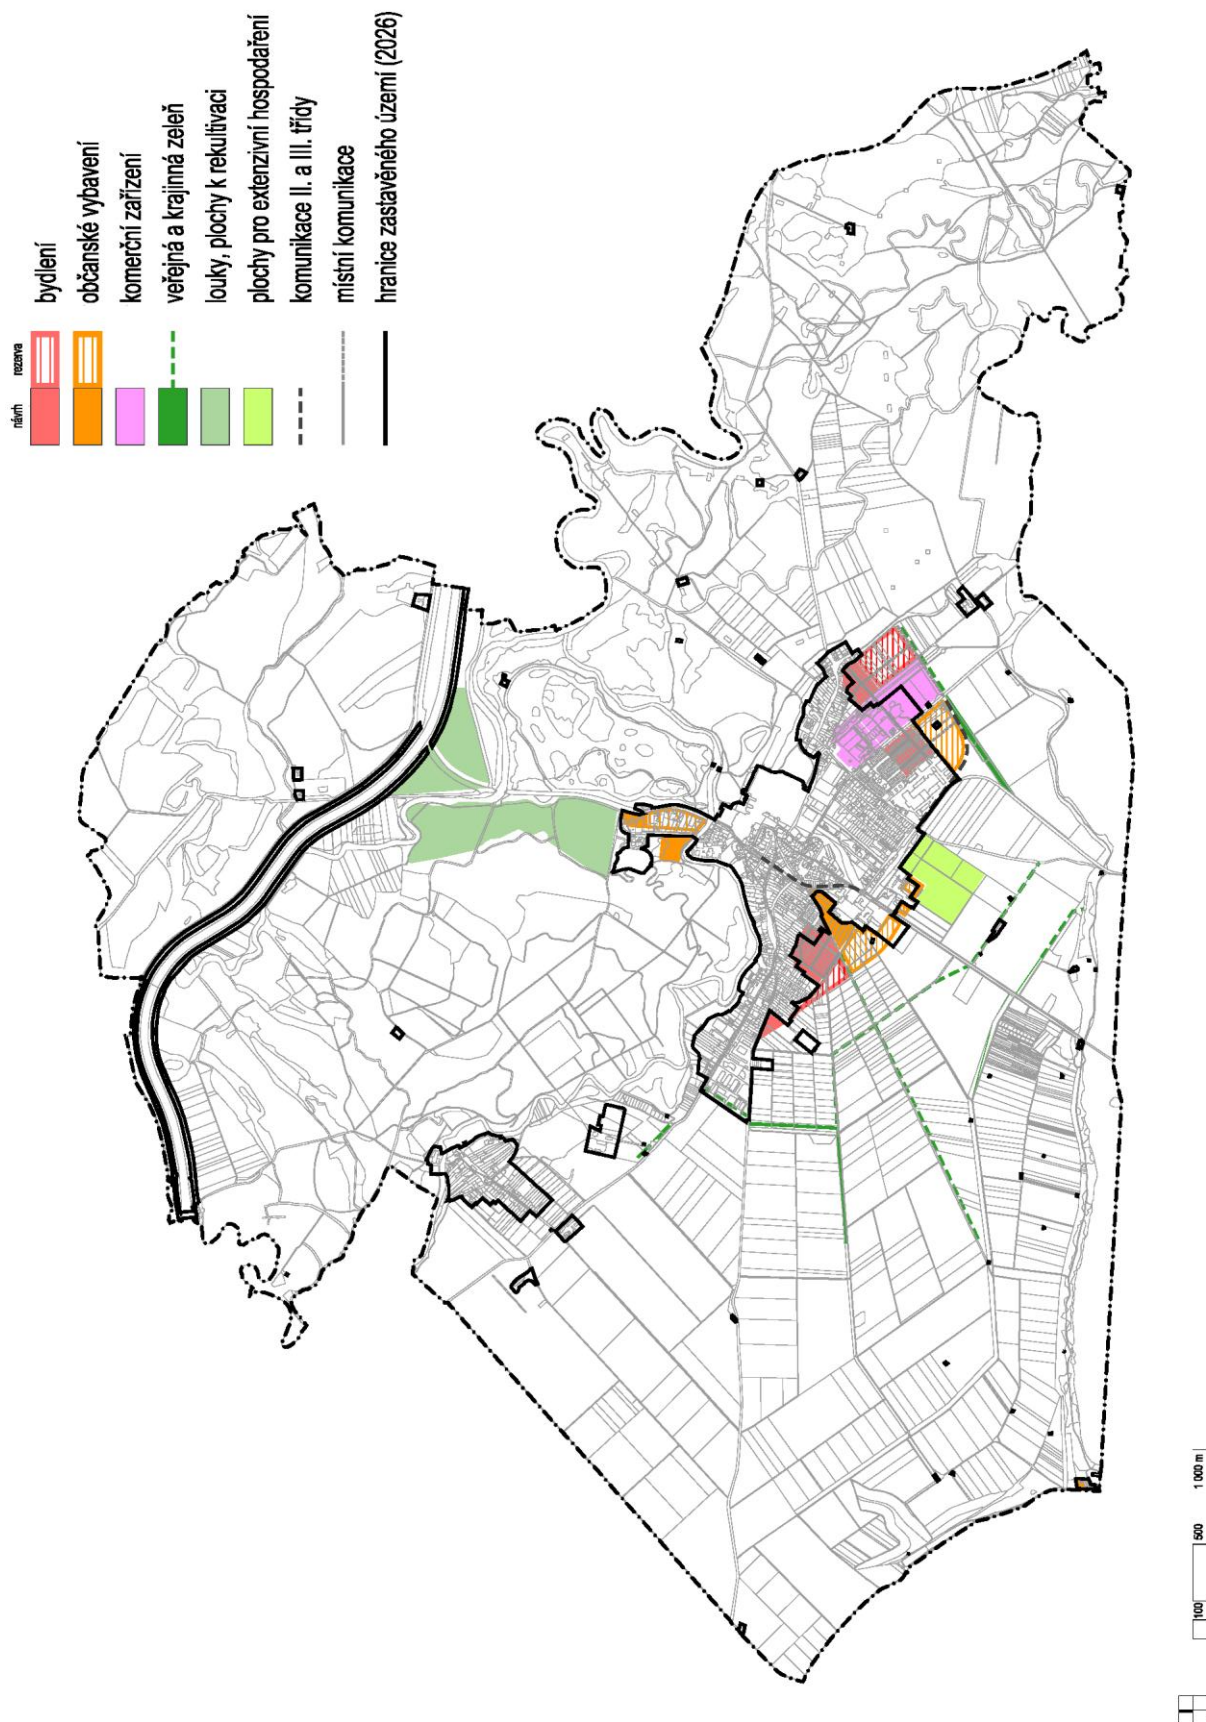 návrh rezerva
bydlení
občanské vybavení
komerční zařízení
veřejná a krajinná zeleň
louky, plochy k rekultivaci
plochy pro extenzivní hospodaření
komunikace II. a III. třídy
místní komunikace
hranice zastavěného území (2026)
100 500 1 000 m